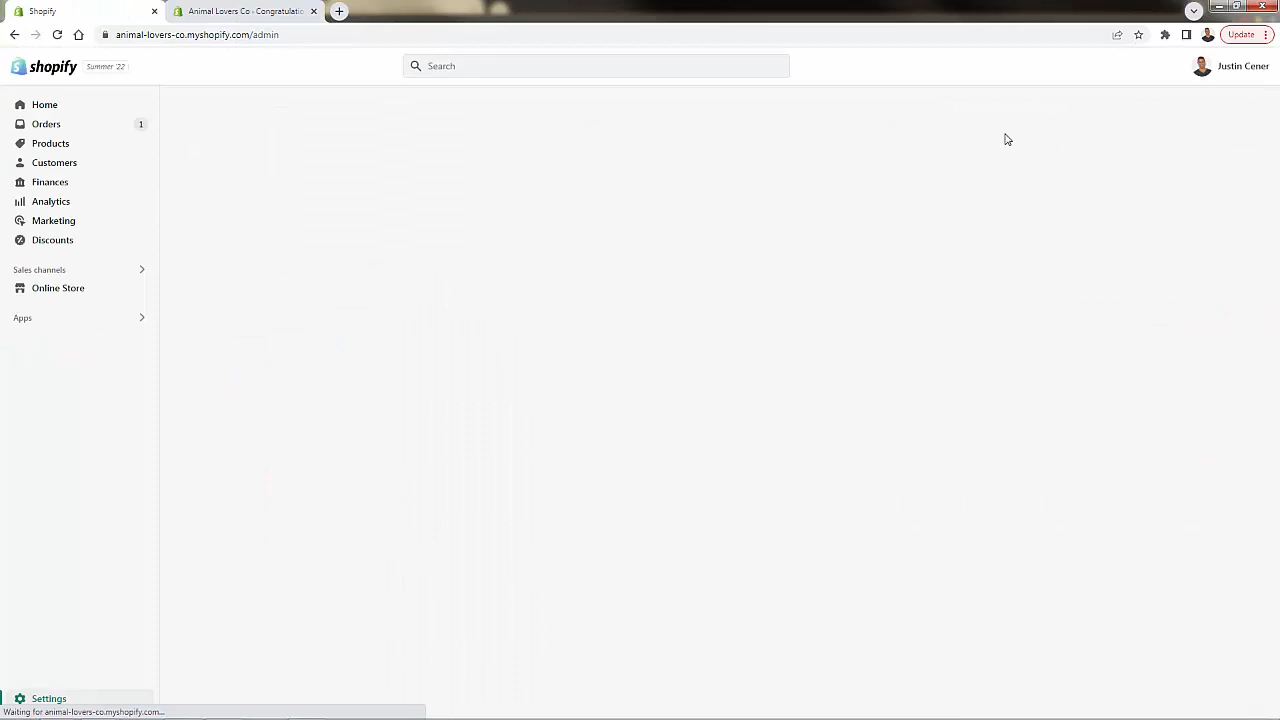 Shopify
Animal Lovers Co · Congratulatio
animal-lovers-co.myshopify.com/admin
Update
shopify
Summer '22
Search
Justin Cener
Home
Orders
1
Products
Customers
Finances
Analytics
Marketing
Discounts
Sales channels
Online Store
Apps
Settings
Waiting for animal-lovers-co.myshopify.com...